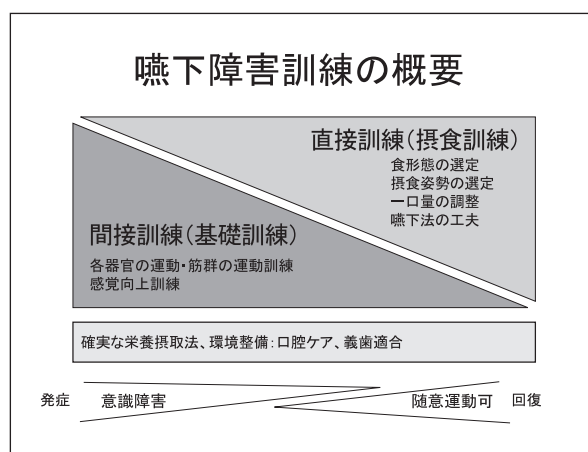 嚥下障害訓練の概要
直接訓練(摂食訓練)
食形態の選定
摂食姿勢の選定
一口量の調整
嚥下法の工夫
間接訓練(基礎訓練)
各器官の運動・筋群の運動訓練
感覚向上訓練
確実な栄養摂取法、環境整備:口腔ケア、義歯適合
発症 意識障害 随意運動可 回復